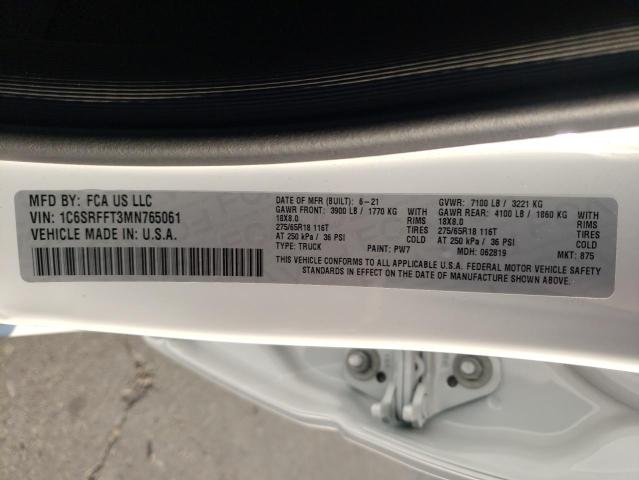 MFD BY: FCA US LLC
VIN: 1C6SRFFT3MN765061
VEHICLE MADE IN: U.S.A.
DATE OF MFR (BUILT): 6-21 GVWR: 7100 LB / 3221 KG
GAWR FRONT: 3900 LB / 1770 KG WITH GAWR REAR: 4100 LB / 1860 KG WITH
18X8.0 RIMS 18X8.0 RIMS
275/65R18 116T TIRES 275/65R18 116T TIRES
AT 250 kPa / 36 PSI COLD AT 250 kPa / 36 PSI COLD
TYPE: TRUCK PAINT: PW7 MDH: 062819 MKT: 875
THIS VEHICLE CONFORMS TO ALL APPLICABLE U.S.A. FEDERAL MOTOR VEHICLE SAFETY
STANDARDS IN EFFECT ON THE DATE OF MANUFACTURE SHOWN ABOVE.